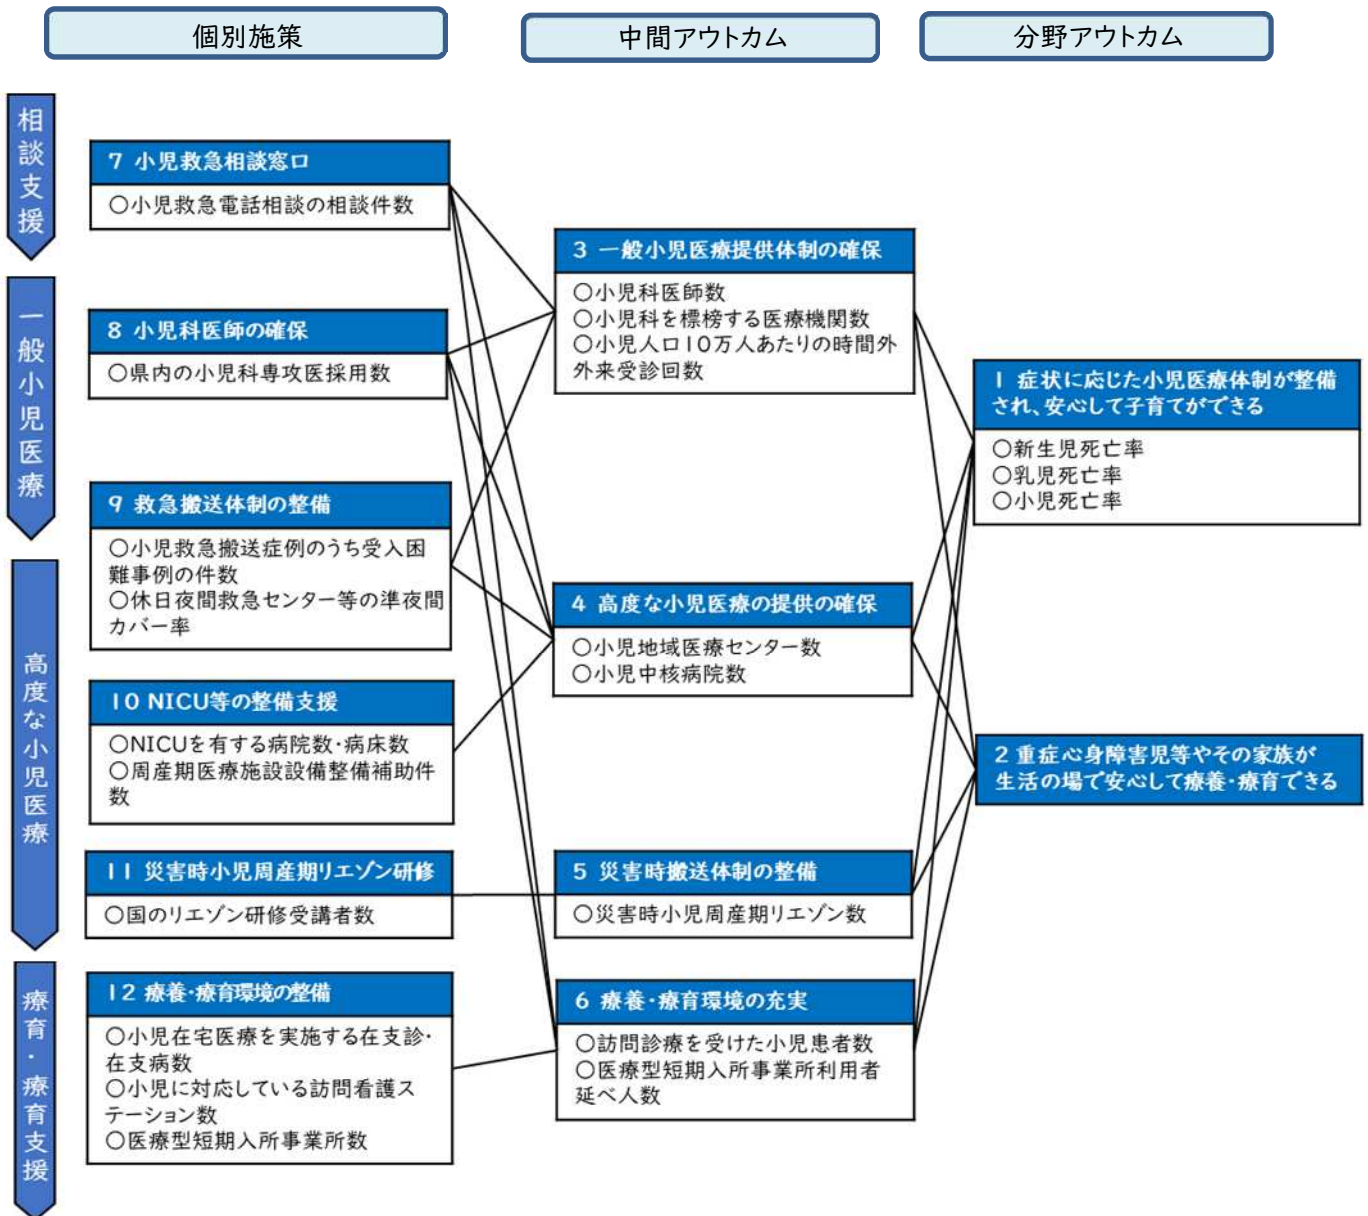 個別施策
中間アウトカム
分野アウトカム
相談支援
7 小児救急相談窓口
○小児救急電話相談の相談件数
一般小児医療
8 小児科医師の確保
○県内の小児科専攻医採用数
9 救急搬送体制の整備
○小児救急搬送症例のうち受入困
難事例の件数
○休日夜間救急センター等の準夜間
カバー率
高度な小児医療
10 NICU等の整備支援
○NICUを有する病院数・病床数
○周産期医療施設設備整備補助件
数
11 災害時小児周産期リエゾン研修
○国のリエゾン研修受講者数
療育・療育支援
12 療養・療育環境の整備
○小児在宅医療を実施する在支診・
在支病数
○小児に対応している訪問看護ス
テーション数
○医療型短期入所事業所数
3 一般小児医療提供体制の確保
○小児科医師数
○小児科を標榜する医療機関数
○小児人口10万人あたりの時間外
外来受診回数
4 高度な小児医療の提供の確保
○小児地域医療センター数
○小児中核病院数
5 災害時搬送体制の整備
○災害時小児周産期リエゾン数
6 療養・療育環境の充実
○訪問診療を受けた小児患者数
○医療型短期入所事業所利用者
延べ人数
1 症状に応じた小児医療体制が整備
され、安心して子育てができる
○新生児死亡率
○乳児死亡率
○小児死亡率
2 重症心身障害児等やその家族が
生活の場で安心して療養・療育できる